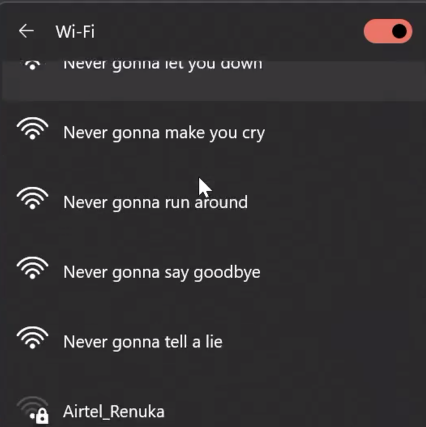 Wi-Fi
Never gonna let you down
Never gonna make you cry
Never gonna run around
Never gonna say goodbye
Never gonna tell a lie
Airtel_Renuka